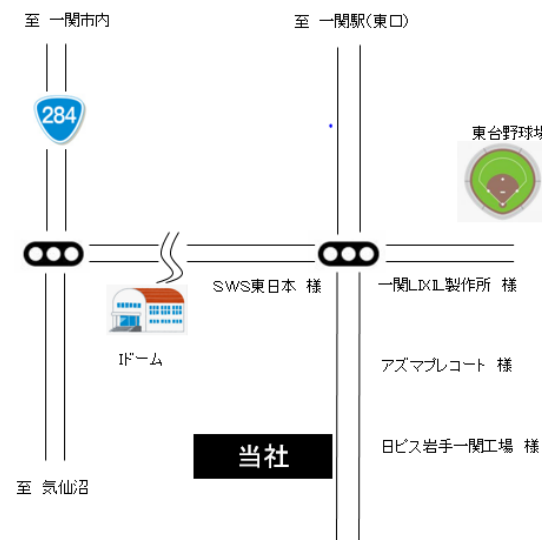 至 一関市内
至 一関駅(東口)
284
東台野球場
SWS東日本 様
一関LIXIL製作所 様
Iドーム
アズマプレコート 様
当社
日ピス岩手一関工場 様
至 気仙沼